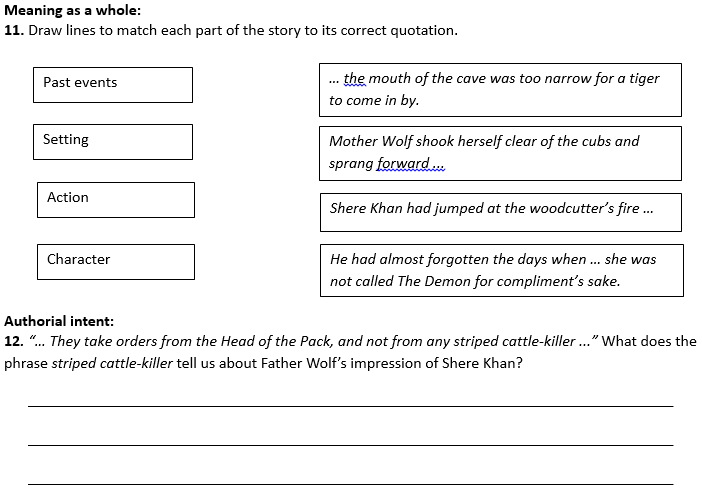 Meaning as a whole:
11. Draw lines to match each part of the story to its correct quotation.
Past events
... the mouth of the cave was too narrow for a tiger
to come in by.
Setting
Mother Wolf shook herself clear of the cubs and
sprang forward ...
Action
Shere Khan had jumped at the woodcutter’s fire ...
Character
He had almost forgotten the days when ... she was
not called The Demon for compliment’s sake.
Authorial intent:
12. “... They take orders from the Head of the Pack, and not from any striped cattle-killer ...” What does the
phrase striped cattle-killer tell us about Father Wolf’s impression of Shere Khan?